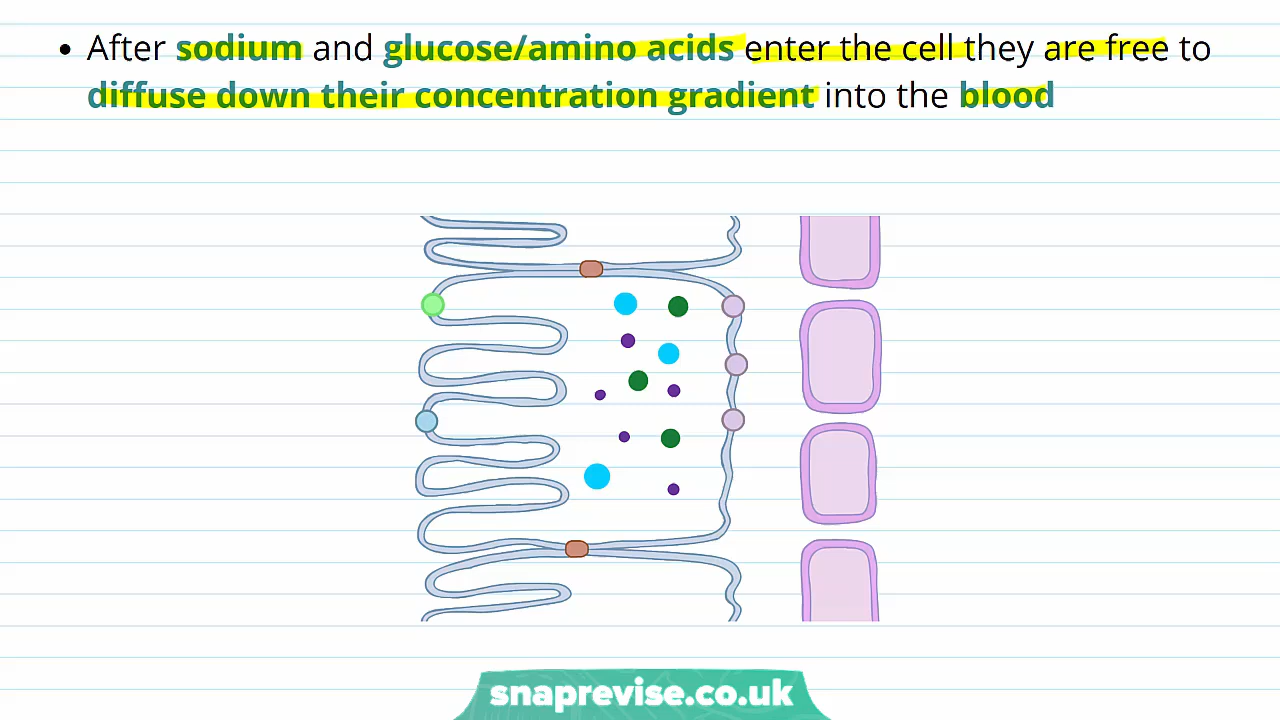 • After sodium and glucose/amino acids enter the cell they are free to
diffuse down their concentration gradient into the blood
snaprevise.co.uk